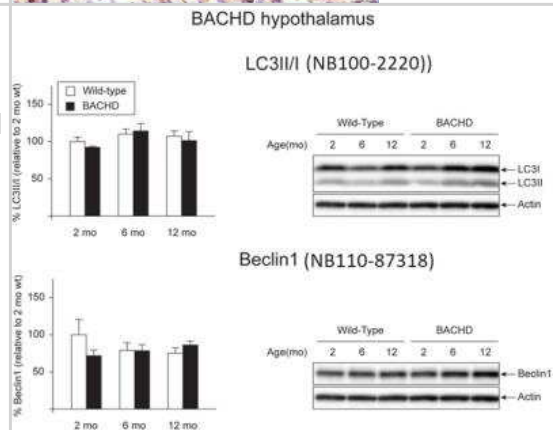 BACHD hypothalamus
LC3II/I (NB100-2220))
% LC3II/I (relative to 2 mo wt)
150
100
50
Wild-type
BACHD
2 mo 6 mo 12 mo
Wild-Type BACHD
Age(mo) 2 6 12 2 6 12
LC3I
LC3II
Actin
Beclin1 (NB110-87318)
% Beclin1 (relative to 2 mo wt)
150
100
50
2 mo 6 mo 12 mo
Wild-Type BACHD
Age(mo) 2 6 12 2 6 12
Beclin1
Actin